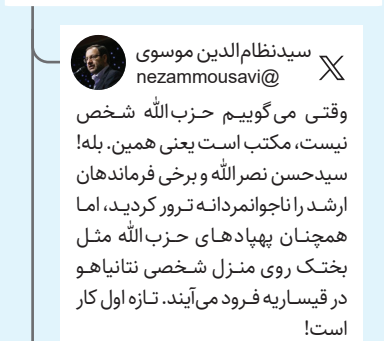 سیدنظام‌الدین موسوی
nezammousavi@
وقتی می‌گوییم حزب‌الله شخص
نیست، مکتب است یعنی همین. بله!
سیدحسن نصرالله و برخی فرماندهان
ارشد را ناجوانمردانه ترور کردید، اما
همچنان پهپادهای حزب‌الله مثل
بختک روی منزل شخصی نتانیاهو
در قیساریه فرود می‌آیند. تازه اول کار
است!